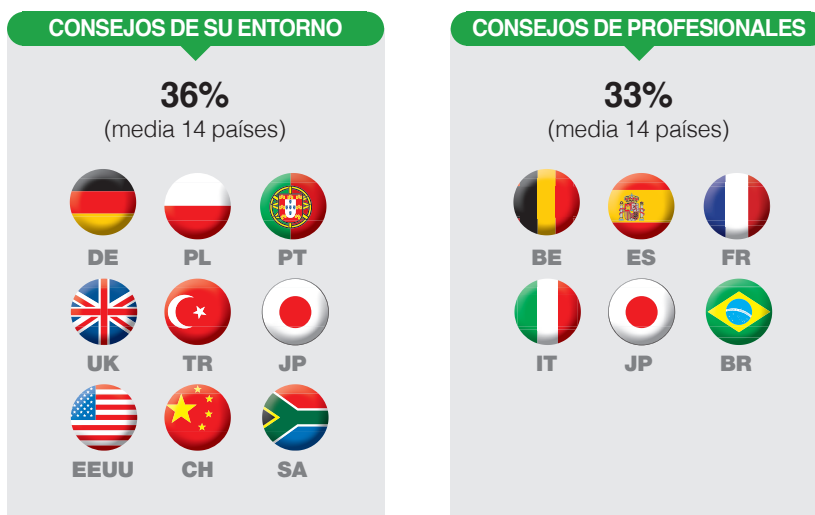 CONSEJOS DE SU ENTORNO
36%
(media 14 países)
DE PL PT
UK TR JP
EEUU CH SA
CONSEJOS DE PROFESIONALES
33%
(media 14 países)
BE ES FR
IT JP BR